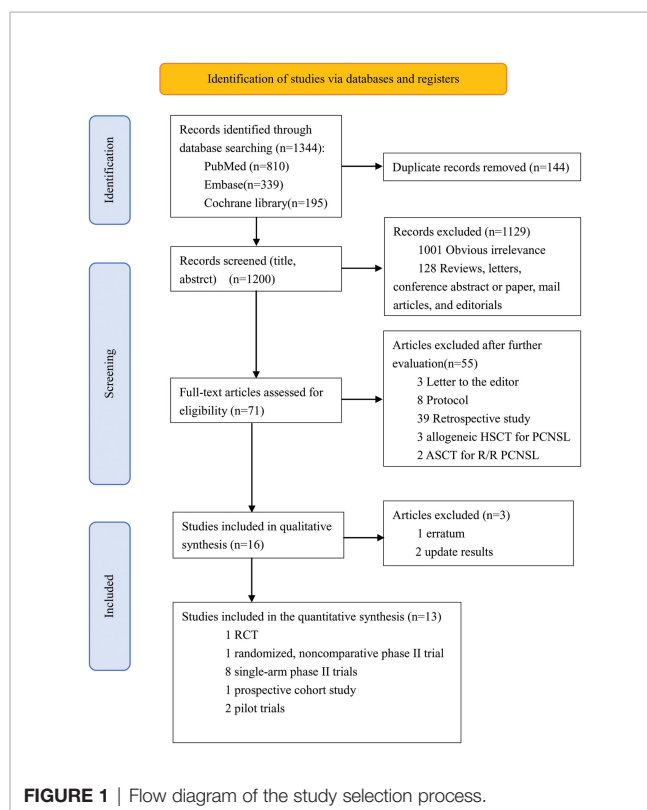 Identification of studies via databases and registers
Identification
Records identified through
database searching (n=1344):
PubMed (n=810)
Embase(n=339)
Cochrane library(n=195)
Duplicate records removed (n=144)
Screening
Records screened (title,
abstrct) (n=1200)
Records excluded (n=1129)
1001 Obvious irrelevance
128 Reviews, letters,
conference abstract or paper, mail
articles, and editorials
Full-text articles assessed for
eligibility (n=71)
Articles excluded after further
evaluation(n=55)
3 Letter to the editor
8 Protocol
39 Retrospective study
3 allogeneic HSCT for PCNSL
2 ASCT for R/R PCNSL
Included
Studies included in qualitative
synthesis (n=16)
Articles excluded (n=3)
1 erratum
2 update results
Studies included in the quantitative synthesis (n=13)
1 RCT
1 randomized, noncomparative phase II trial
8 single-arm phase II trials
1 prospective cohort study
2 pilot trials
FIGURE 1 | Flow diagram of the study selection process.